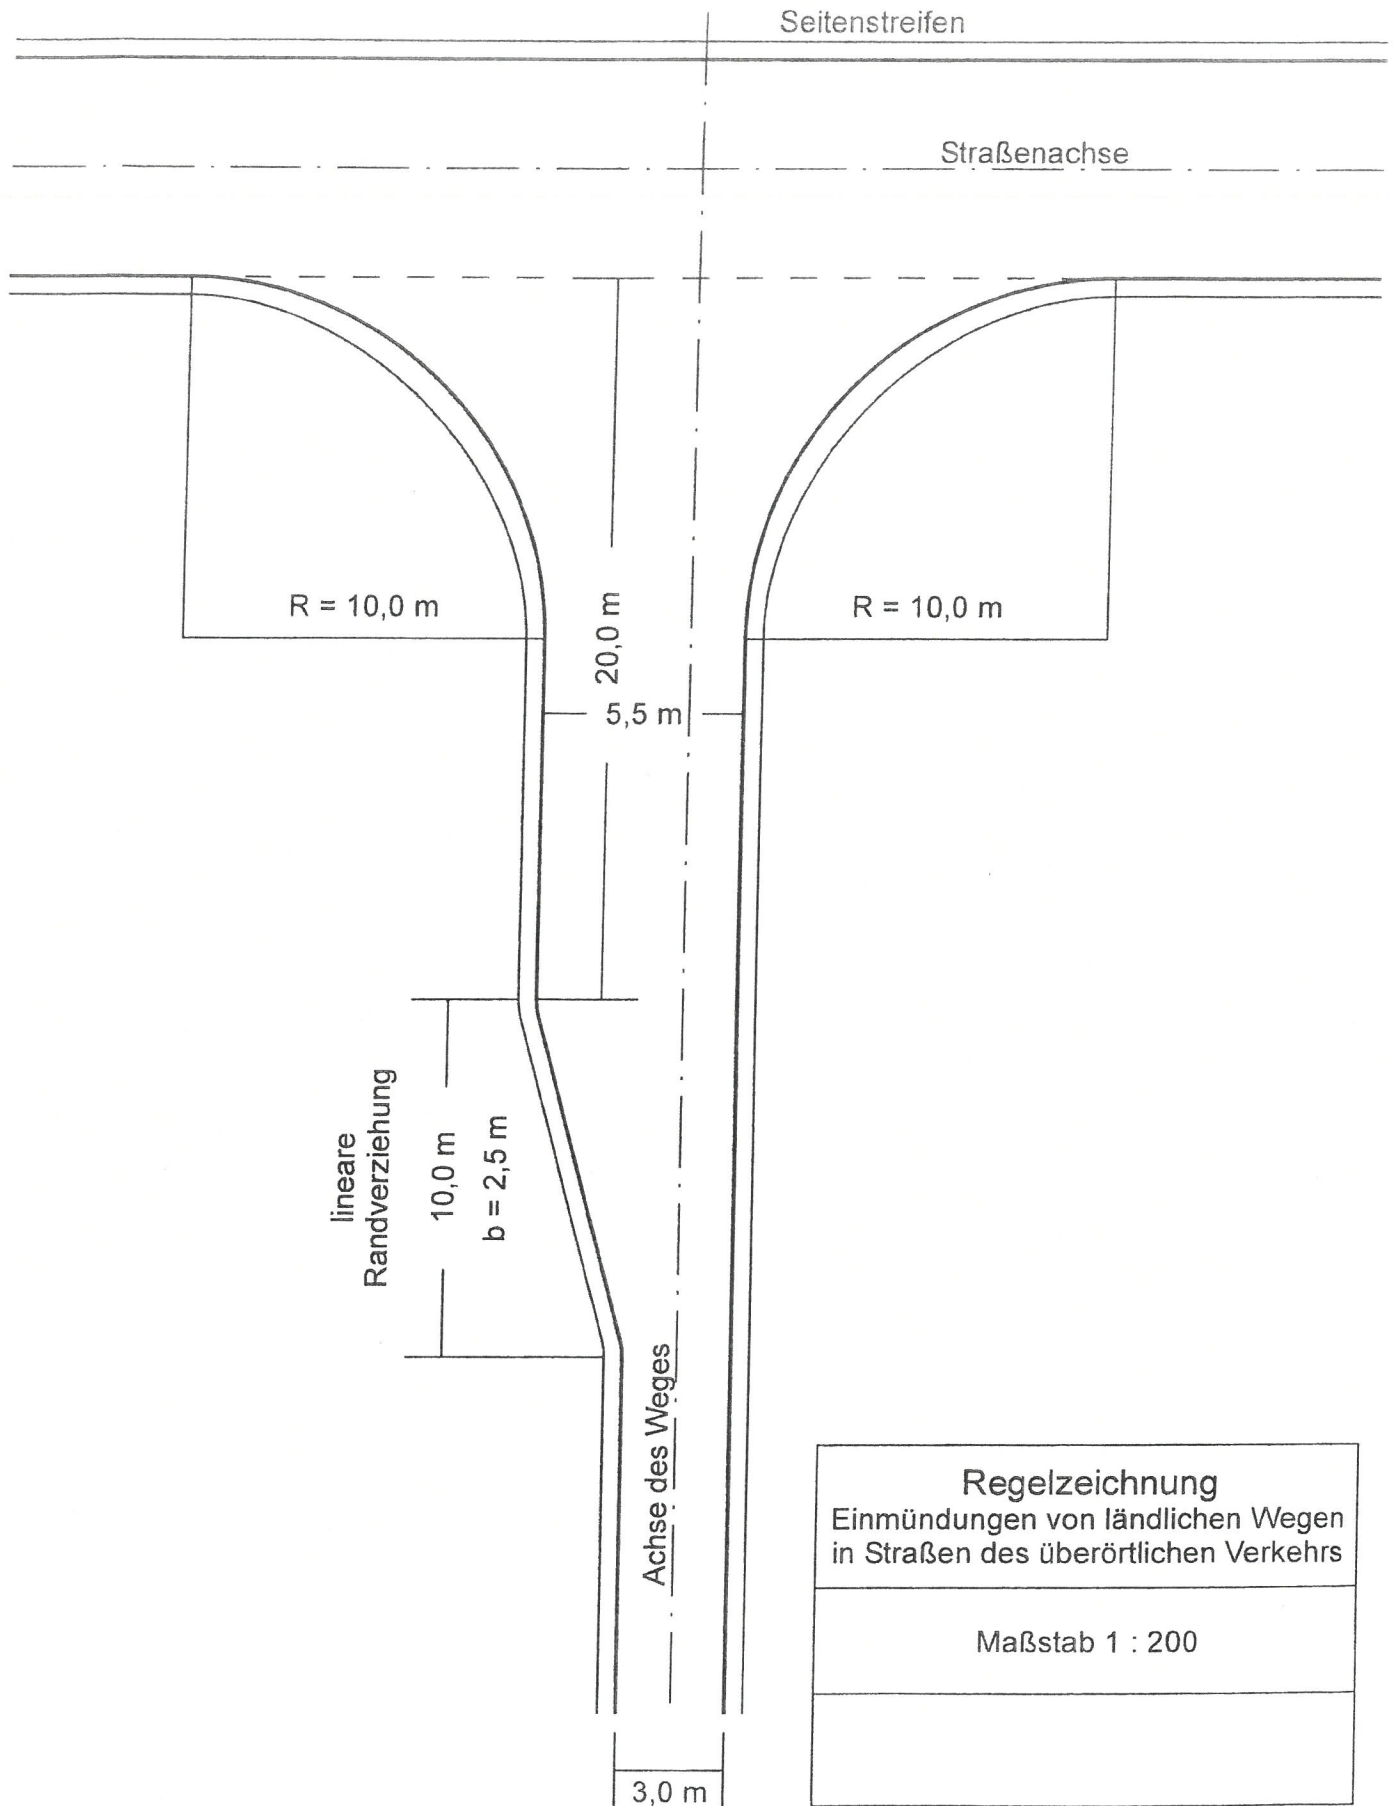 Seitenstreifen
Straßenachse
R = 10,0 m
R = 10,0 m
20,0 m
5,5 m
lineare
Randverziehung
10,0 m
b = 2,5 m
Achse des Weges
Regelzeichnung
Einmündungen von ländlichen Wegen
in Straßen des überörtlichen Verkehrs
Maßstab 1 : 200
3,0 m